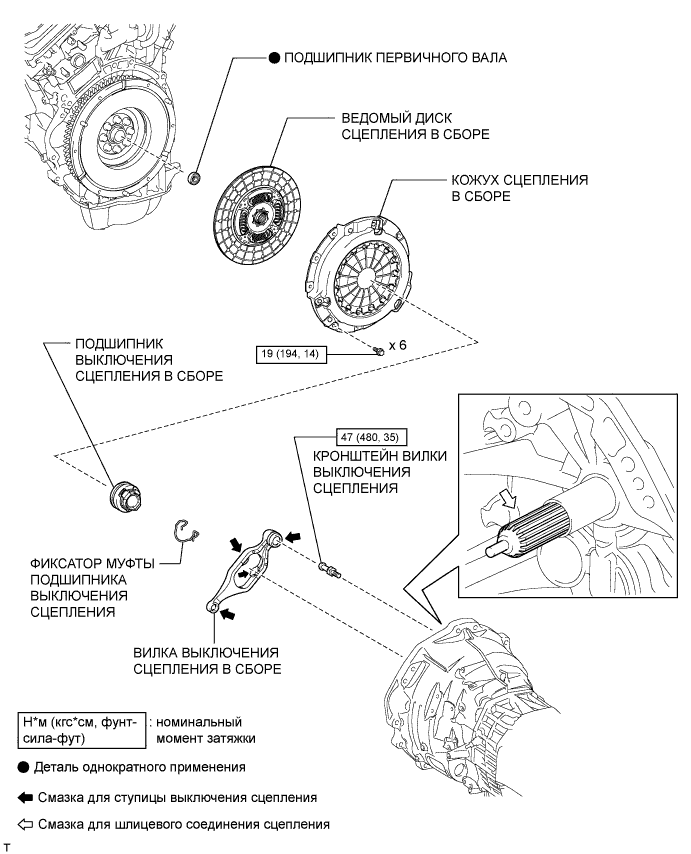 ПОДШИПНИК ПЕРВИЧНОГО ВАЛА
ВЕДОМЫЙ ДИСК
СЦЕПЛЕНИЯ В СБОРЕ
КОЖУХ СЦЕПЛЕНИЯ
В СБОРЕ
x 6
19 (194, 14)
ПОДШИПНИК
ВЫКЛЮЧЕНИЯ
СЦЕПЛЕНИЯ В СБОРЕ
47 (480, 35)
КРОНШТЕЙН ВИЛКИ
ВЫКЛЮЧЕНИЯ
СЦЕПЛЕНИЯ
ФИКСАТОР МУФТЫ
ПОДШИПНИКА
ВЫКЛЮЧЕНИЯ
СЦЕПЛЕНИЯ
ВИЛКА ВЫКЛЮЧЕНИЯ
СЦЕПЛЕНИЯ В СБОРЕ
Н*м (кгс*см, фунт-
сила-фут)
: номинальный
момент затяжки
Деталь однократного применения
Смазка для ступицы выключения сцепления
Смазка для шлицевого соединения сцепления
T